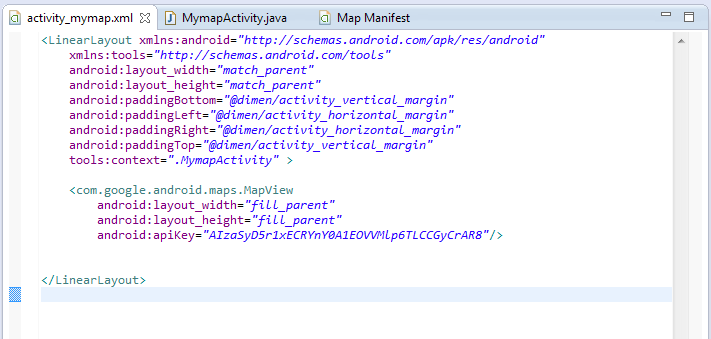 activity_mymap.xml MymapActivity.java Map Manifest
<LinearLayout xmlns:android="http://schemas.android.com/apk/res/android"
xmlns:tools="http://schemas.android.com/tools"
android:layout_width="match_parent"
android:layout_height="match_parent"
android:paddingBottom="@dimen/activity_vertical_margin"
android:paddingLeft="@dimen/activity_horizontal_margin"
android:paddingRight="@dimen/activity_horizontal_margin"
android:paddingTop="@dimen/activity_vertical_margin"
tools:context=".MymapActivity" >
<com.google.android.maps.MapView
android:layout_width="fill_parent"
android:layout_height="fill_parent"
android:apiKey="AIzaSyD5r1xECRYnY0A1EOVVMlp6TLCCGyCrAR8"/>
</LinearLayout>